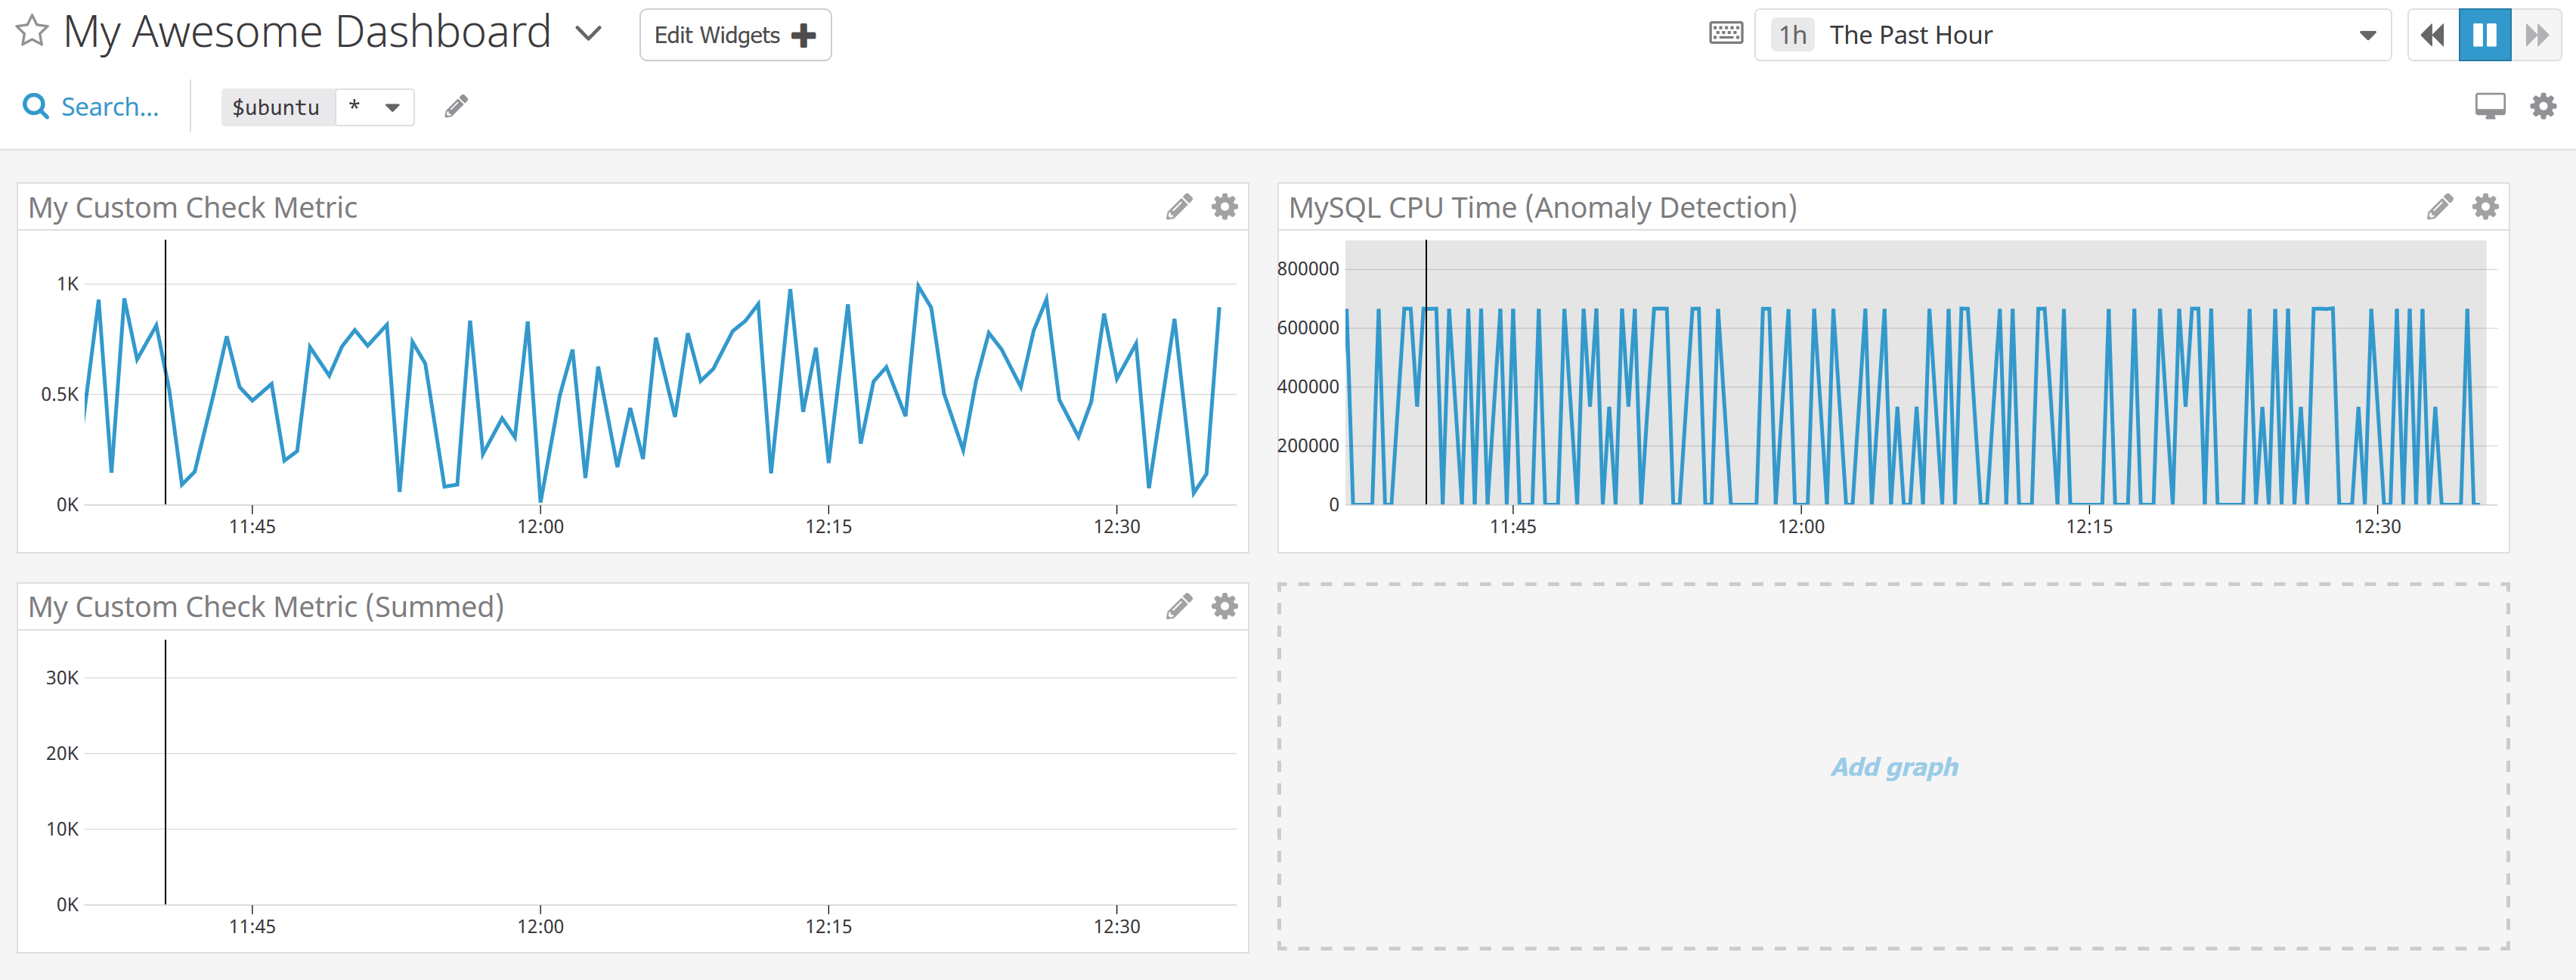 My Awesome Dashboard
Edit Widgets
1h The Past Hour
Search...
$ubuntu *
My Custom Check Metric
1K
0.5K
0K
11:45 12:00 12:15 12:30
MySQL CPU Time (Anomaly Detection)
800000
600000
400000
200000
0
11:45 12:00 12:15 12:30
My Custom Check Metric (Summed)
30K
20K
10K
0K
11:45 12:00 12:15 12:30
Add graph